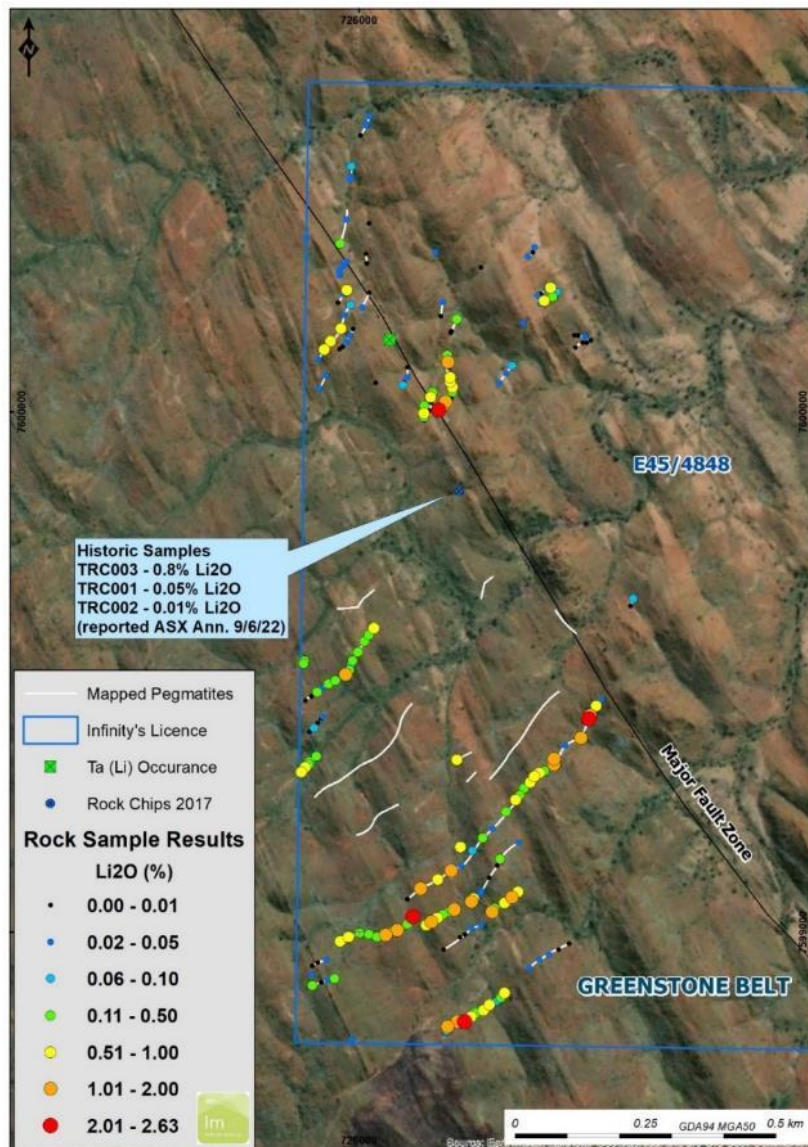 726000
N
7600000
7600000
E45/4848
Historic Samples
TRC003 - 0.8% Li2O
TRC001 - 0.05% Li2O
TRC002 - 0.01% Li2O
(reported ASX Ann. 9/6/22)
Mapped Pegmatites
Infinity's Licence
Ta (Li) Occurance
Rock Chips 2017
Major Fault Zone
Rock Sample Results
Li2O (%)
0.00 - 0.01
0.02 - 0.05
0.06 - 0.10
0.11 - 0.50
0.51 - 1.00
1.01 - 2.00
2.01 - 2.63
Im
7599000
GREENSTONE BELT
0 0.25 0.5 km
GDA94 MGA50
726000
Source: